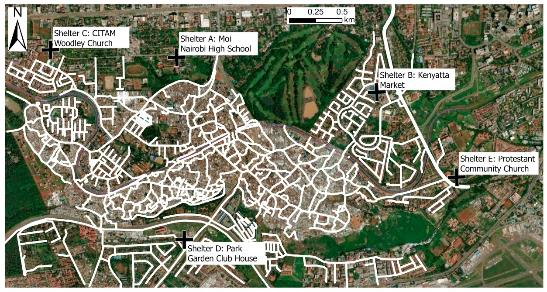 N
0 0.25 0.5
km
Shelter C: CITAM
Woodley Church
Shelter A: Moi
Nairobi High School
Shelter B: Kenyatta
Market
Shelter E: Protestant
Community Church
Shelter D: Park
Garden Club House